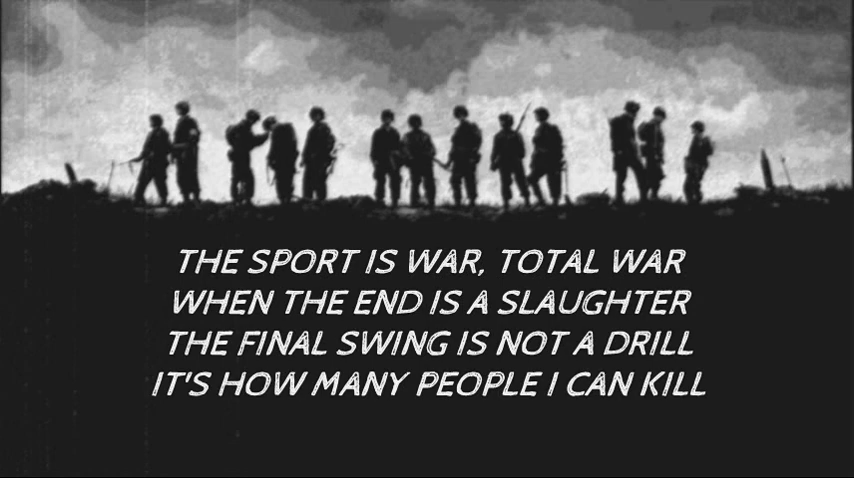 THE SPORT IS WAR, TOTAL WAR
WHEN THE END IS A SLAUGHTER
THE FINAL SWING IS NOT A DRILL
IT'S HOW MANY PEOPLE I CAN KILL